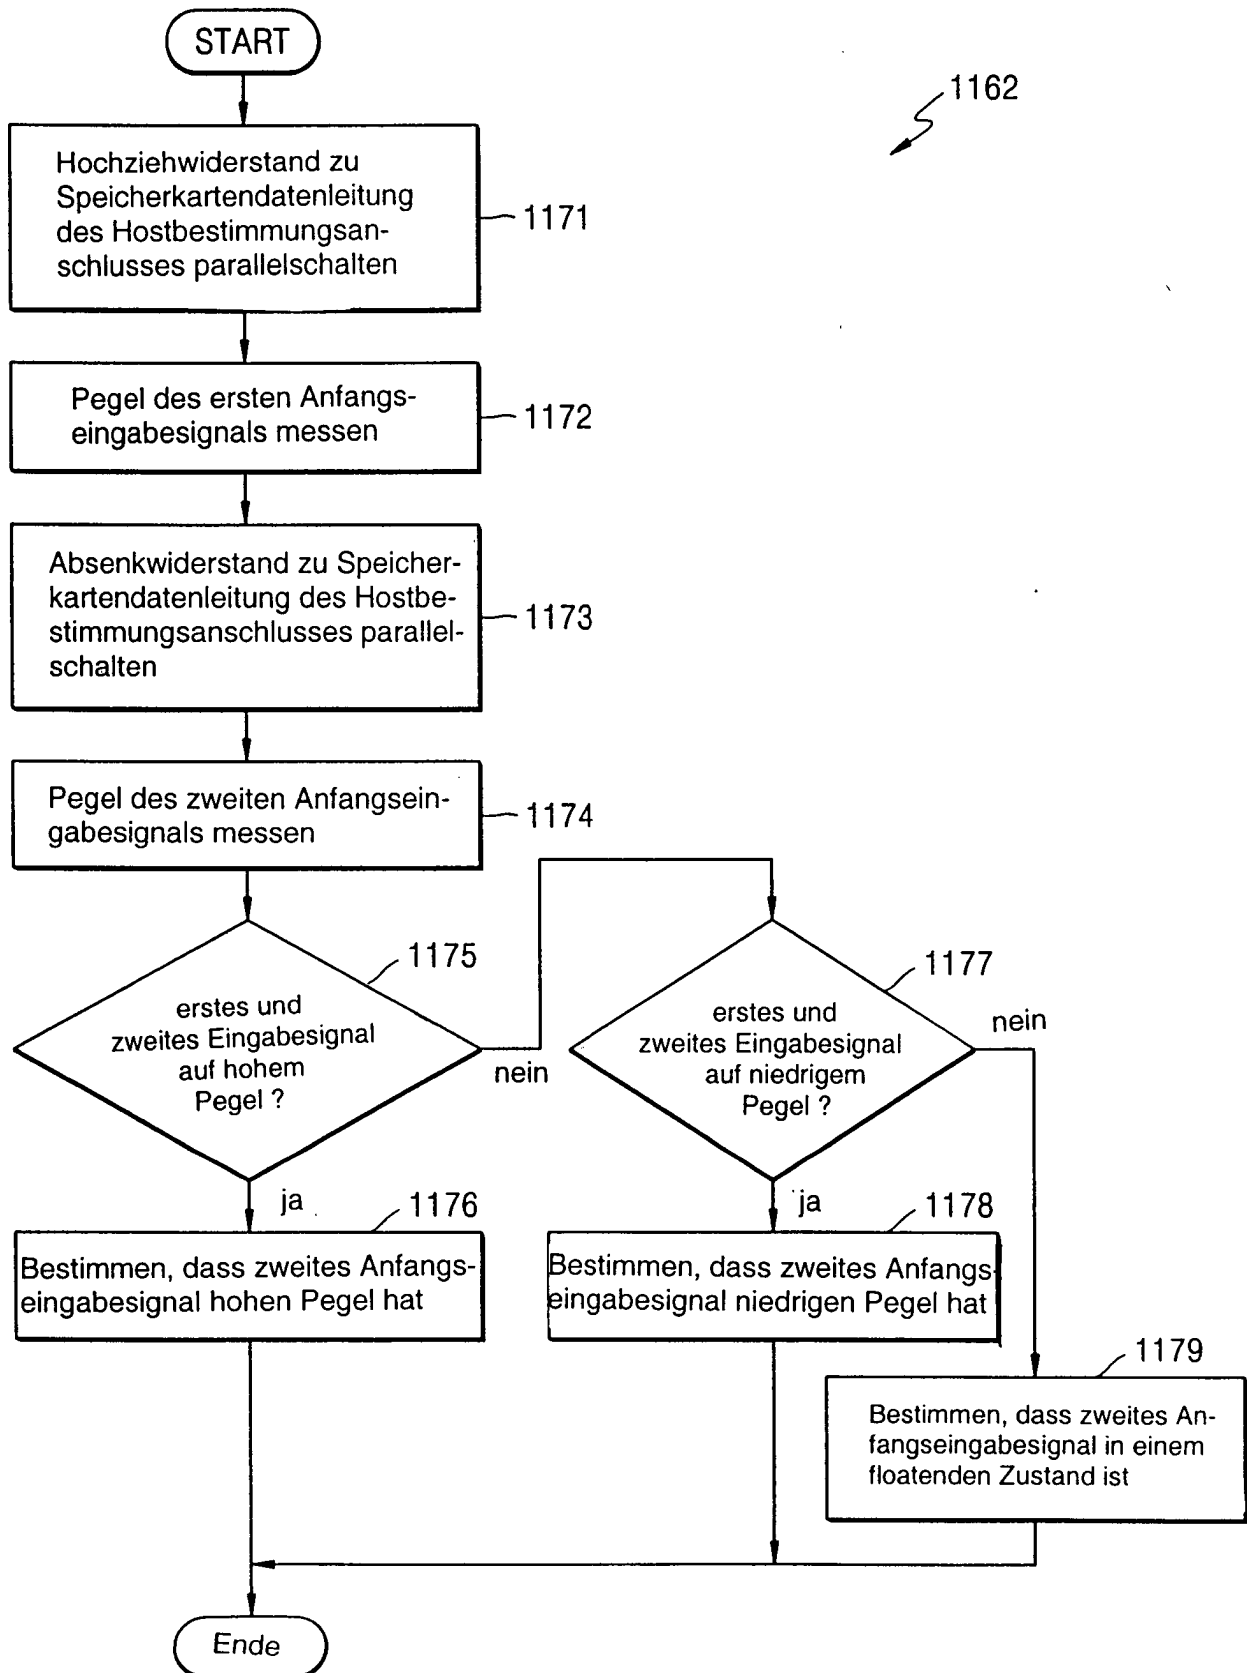 START
1162
Hochziehwiderstand zu
Speicherkartendatenleitung
des Hostbestimmungsan-
schlusses parallelschalten
1171
Pegel des ersten Anfangs-
eingabesignals messen
1172
Absenkwiderstand zu Speicher-
kartendatenleitung des Hostbe-
stimmungsanschlusses parallel-
schalten
1173
Pegel des zweiten Anfangsein-
gabesignals messen
1174
1175
erstes und
zweites Eingabesignal
auf hohem
Pegel ?
nein
ja
1177
erstes und
zweites Eingabesignal
auf niedrigem
Pegel ?
nein
ja
1176
Bestimmen, dass zweites Anfangs-
eingabesignal hohen Pegel hat
1178
Bestimmen, dass zweites Anfangs-
eingabesignal niedrigen Pegel hat
1179
Bestimmen, dass zweites An-
fangseingabesignal in einem
floatenden Zustand ist
Ende